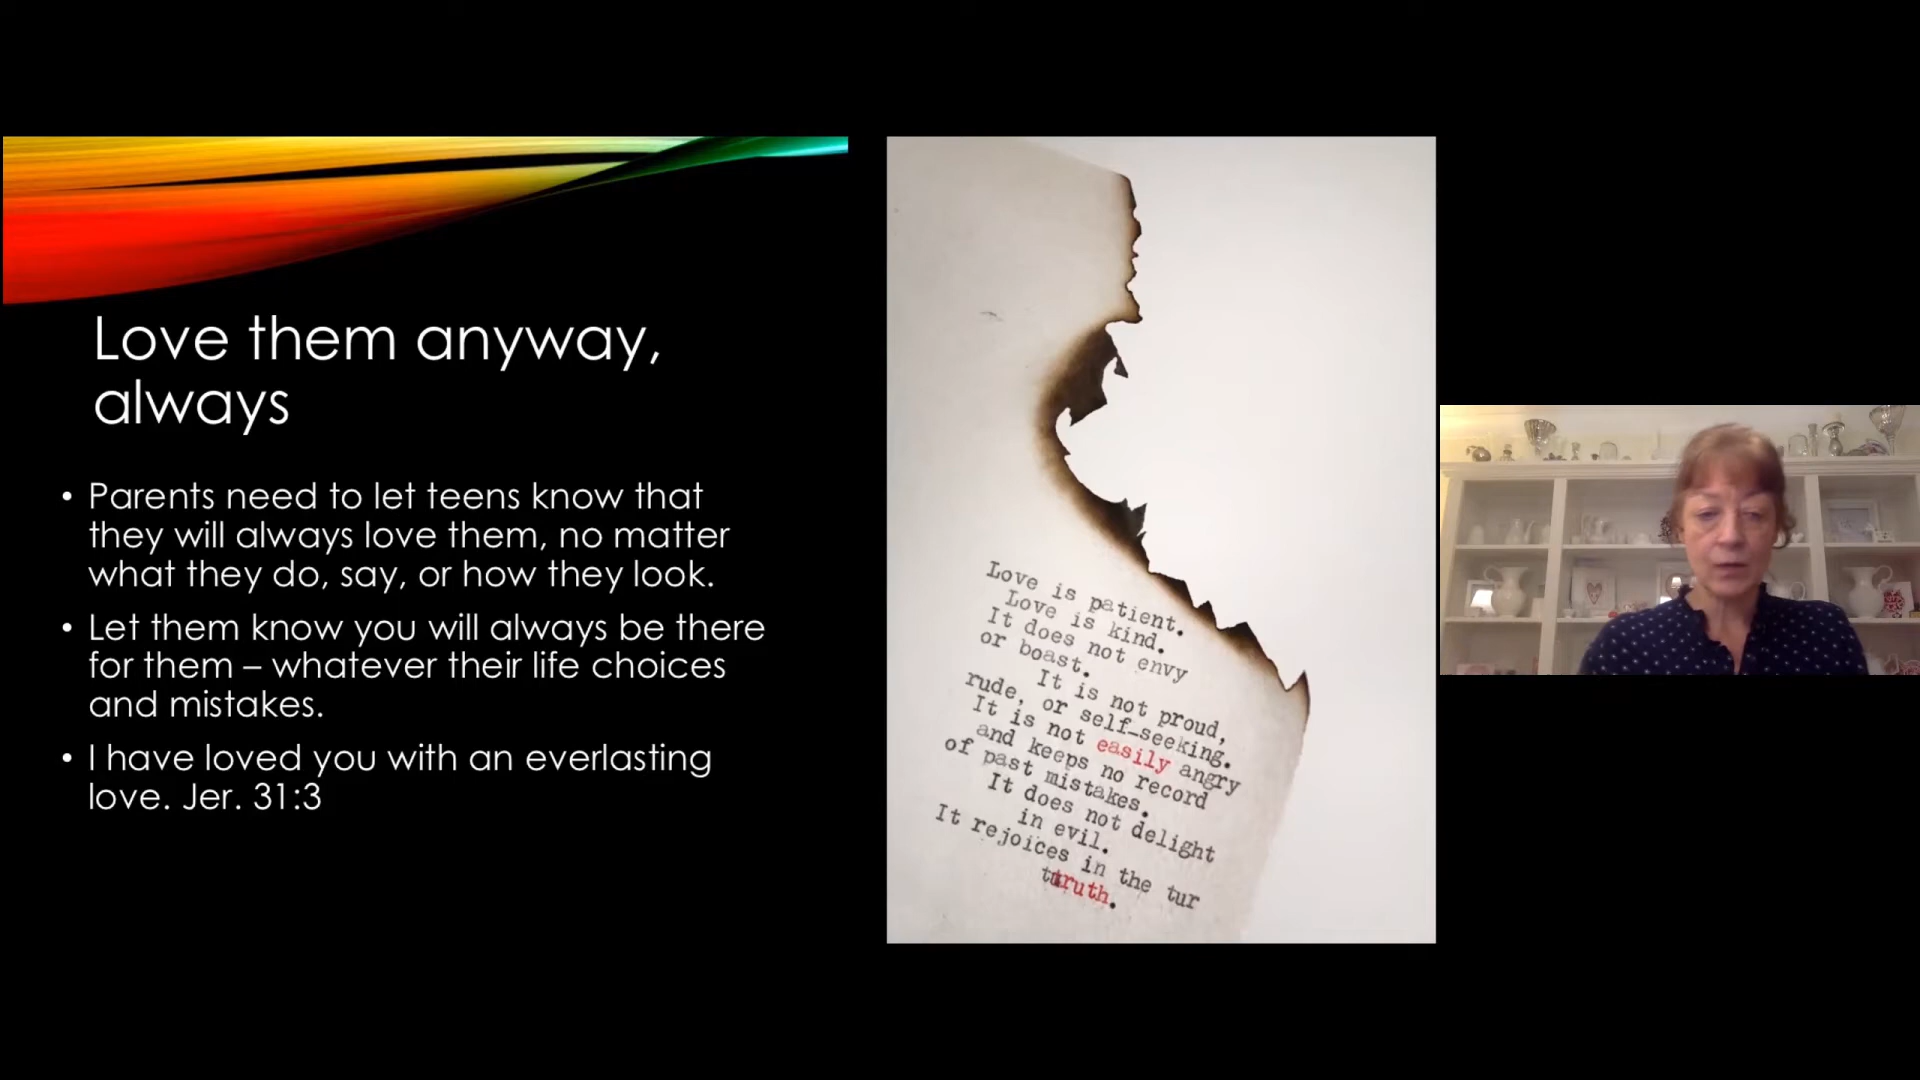 Love them anyway,
always
• Parents need to let teens know that
they will always love them, no matter
what they do, say, or how they look.
• Let them know you will always be there
for them – whatever their life choices
and mistakes.
• I have loved you with an everlasting
love. Jer. 31:3
Love is patient.
Love is kind.
It does not envy
or boast.
It is not proud,
rude, or self-seeking.
It is not easily angry
and keeps no record
of past mistakes.
It does not delight
in evil.
It rejoices in the tur
ttruth.